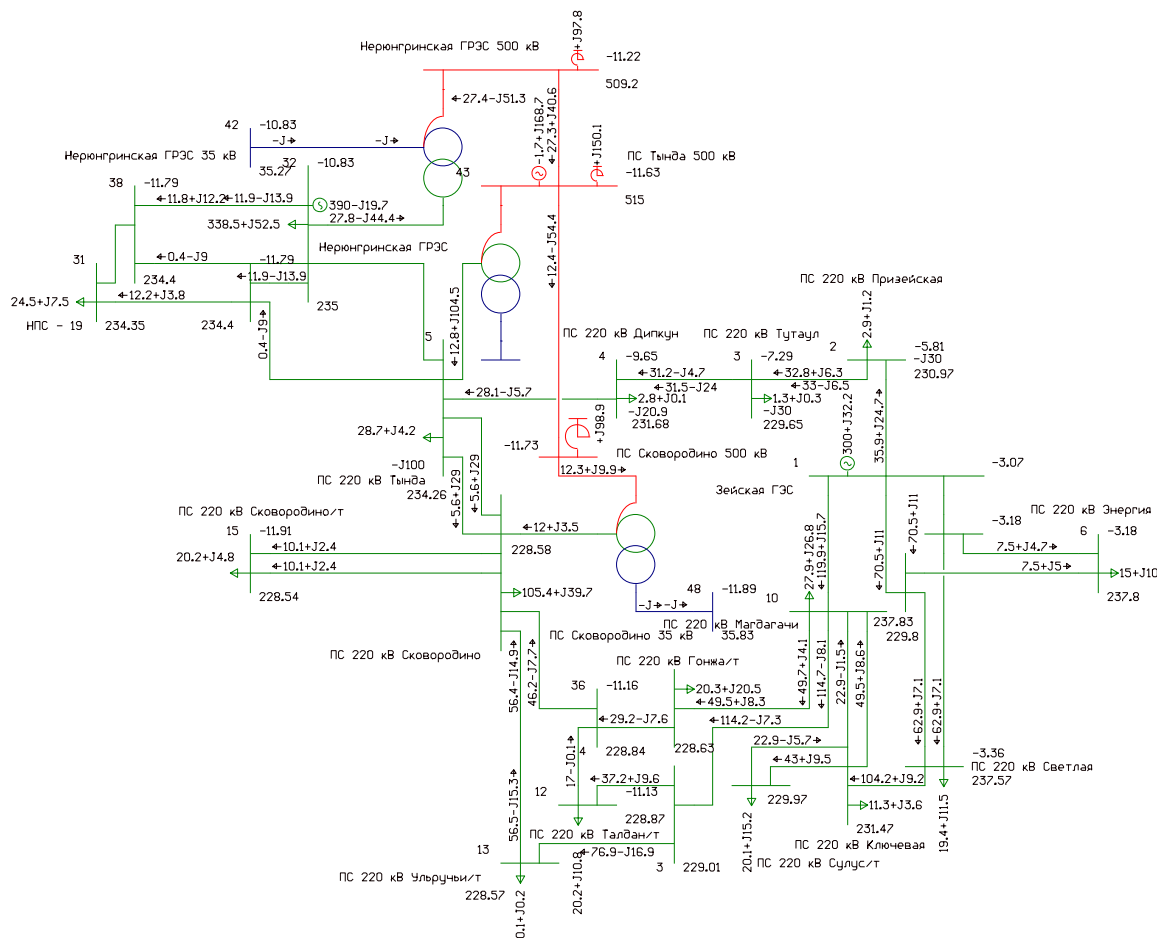 +J97.8
Нерюнгринская ГРЭС 500 кВ
-11.22
509.2
27.4-J51.3
27.3+J40.6
-1.7+J168.7
+J150.1
42
-10.83
-J
-J
Нерюнгринская ГРЭС 35 кВ
32
35.27
-10.83
43
ПС Тында 500 кВ
-11.63
515
38
-11.79
11.8+J12.2
11.9-J13.9
390-J19.7
338.5+J52.5
27.8-J44.4
Нерюнгринская ГРЭС
31
0.4-J9
-11.79
234.4
11.9-J13.9
235
24.5+J7.5
12.2+J3.8
НПС - 19
234.35
234.4
0.4-J9
12.8+J104.5
12.4-J54.4
5
ПС 220 кВ Дипкун
4
-9.65
31.2-J4.7
31.5-J24
2.8+J0.1
-J20.9
231.68
28.1-J5.7
ПС 220 кВ Тутаул
3
-7.29
32.8+J6.3
33-J6.5
1.3+J0.3
-J30
229.65
ПС 220 кВ Призейская
2.9+J1.2
2
-5.81
-J30
230.97
35.9+J24.7
300+J32.2
28.7+J4.2
-J100
ПС 220 кВ Тында
234.26
5.6+J29
5.6+J29
+J98.9
-11.73
ПС Сковородино 500 кВ
12.3+J9.9
1
-3.07
Зейская ГЭС
ПС 220 кВ Сковородино/т
15
-11.91
10.1+J2.4
20.2+J4.8
10.1+J2.4
228.54
228.58
12+J3.5
105.4+J39.7
48
-11.89
-J
-J
35.83
ПС Сковородино 35 кВ
ПС 220 кВ Сковородино
ПС 220 кВ Магдагачи
10
27.9+J26.8
119.9+J15.7
70.5+J11
70.5+J11
-3.18
ПС 220 кВ Энергия
6
-3.18
7.5+J4.7
7.5+J5
15+J10
237.8
237.83
229.8
56.4-J14.9
46.2-J7.7
ПС 220 кВ Гонжа/т
49.7+J4.1
114.7-J8.1
22.9-J1.5
49.5+J8.6
36
-11.16
20.3+J20.5
49.5+J8.3
29.2-J7.6
114.2-J7.3
228.84
228.63
4
17-J0.1
62.9+J7.1
62.9+J7.1
22.9-J5.7
43+J9.5
104.2+J9.2
-3.36
ПС 220 кВ Светлая
237.57
229.97
11.3+J3.6
231.47
ПС 220 кВ Ключевая
19.4+J11.5
37.2+J9.6
12
-11.13
228.87
ПС 220 кВ Талдан/т
20.1+J15.2
ПС 220 кВ Сулус/т
56.5-J15.3
13
76.9-J16.9
3
229.01
ПС 220 кВ Ульручьи/т
228.57
0.1+J0.2
20.2+J10.8